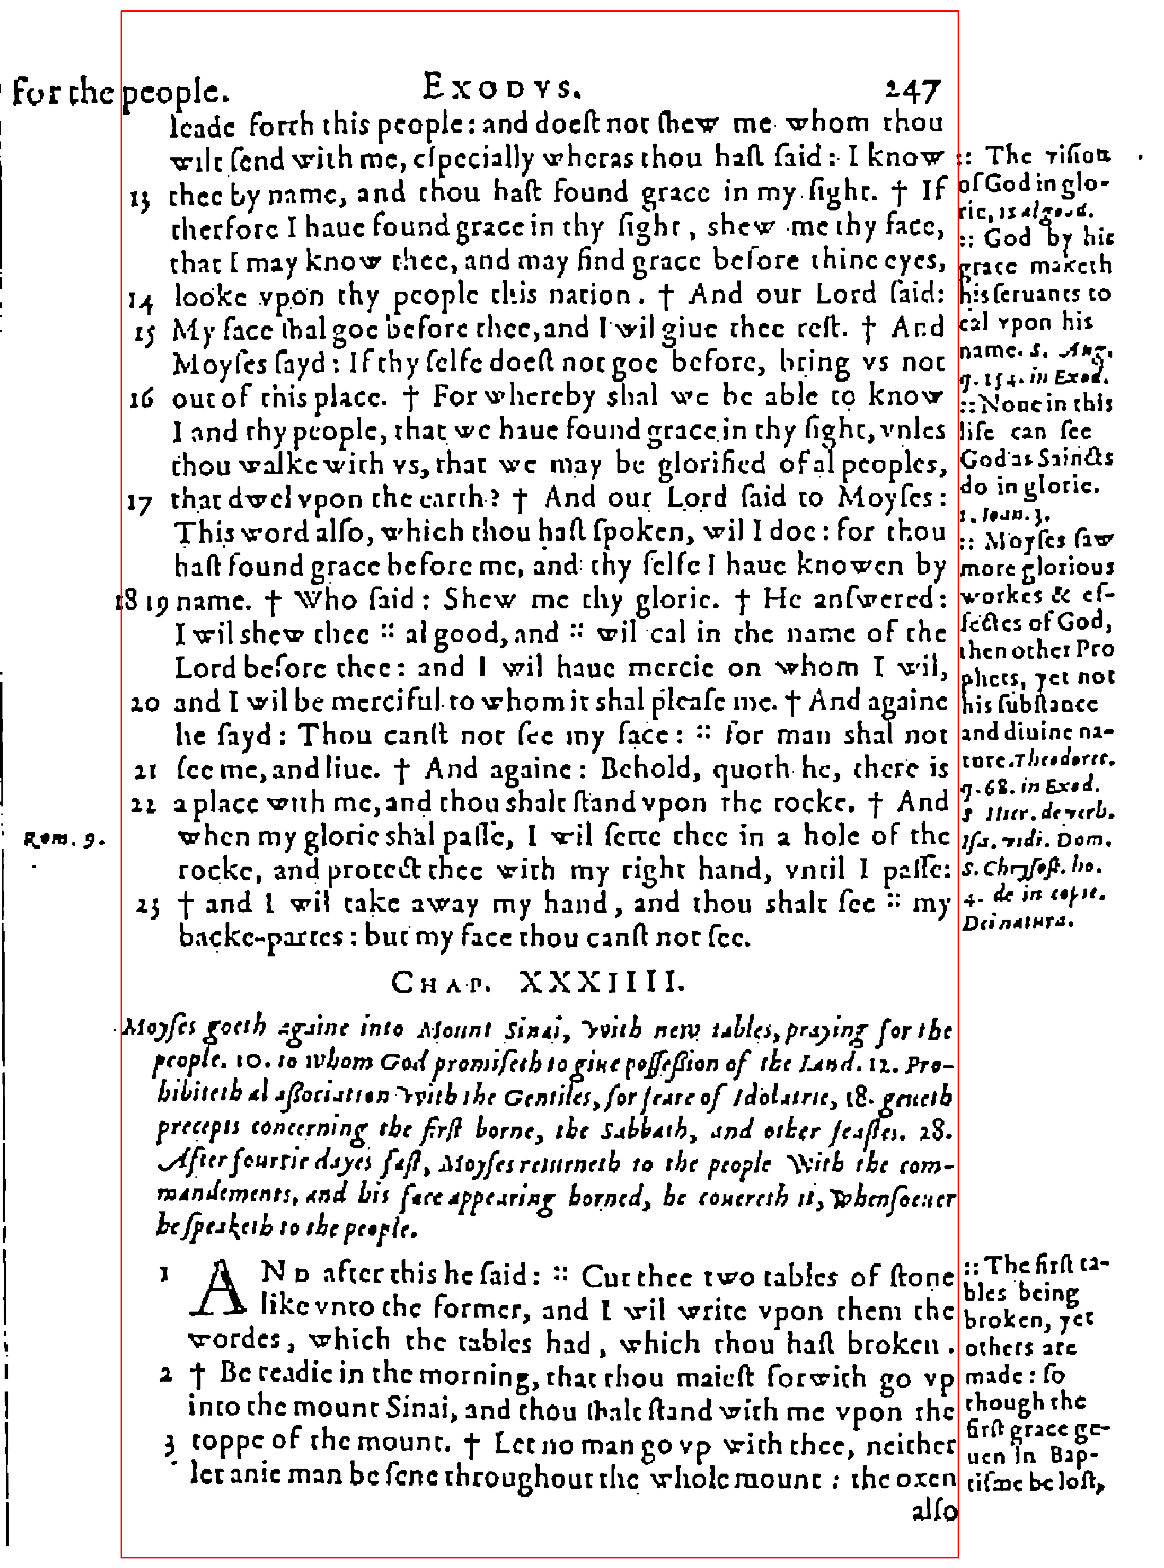 For the people. EXODVS. 247
leade forth this people: and doest not shew me whom thou
wilt send with me, especially wheras thou hast said: I know
13 thee by name, and thou hast found grace in my sight. † If
therfore I haue found grace in thy sight, shew me thy face,
that I may know thee, and may find grace before thine eyes,
14 looke vpon thy people this nation. † And our Lord said:
15 My face shal goe before thee, and I wil giue thee rest. † And
Moyses sayd: If thy selfe doest not goe before, bring vs not
16 out of this place. † For whereby shal we be able to know
I and thy people, that we haue found grace in thy sight, vnles
thou walke with vs, that we may be glorified of al peoples,
17 that dwel vpon the earth? † And our Lord said to Moyses:
This word also, which thou hast spoken, wil I doe: for thou
hast found grace before me, and thy selfe I haue knowen by
18 19 name. † Who said: Shew me thy glorie. † He answered:
I wil shew thee :: al good, and :: wil cal in the name of the
Lord before thee: and I wil haue mercie on whom I wil,
20 and I wil be merciful to whom it shal please me. † And againe
he sayd: Thou canst not see my face: :: for man shal not
21 see me, and liue. † And againe: Behold, quoth he, there is
22 a place with me, and thou shalt stand vpon the rocke. † And
when my glorie shal passe, I wil sette thee in a hole of the
rocke, and protect thee with my right hand, vntil I passe:
23 † and I wil take away my hand, and thou shalt see :: my
backe-partes: but my face thou canst not see.
Rom. 9.
:: The vision
of God in glo-
rie, is al good.
:: God by his
grace maketh
his seruants to
cal vpon his
name. S. Aug.
q. 154. in Exod.
:: None in this
life can see
God as Saincts
do in glorie.
1. Ioan. 3.
:: Moyses saw
more glorious
workes & ef-
fectes of God,
then other Pro
phets, yet not
his substance
and diuine na-
ture. Theodoret.
q. 68. in Exod.
S Hier. de verb.
Isa. vidi. Dom.
S. Chrysost. ho.
4. de in
Dei natura.
CHAP. XXXIIII.
Moyses goeth againe into Mount Sinai, with new tables, praying for the
people. 10. to whom God promiseth to giue possession of the Land. 12. Pro-
hibiteth al association with the Gentiles, for feare of Idolatrie, 18. geueth
precepts concerning the first borne, the Sabbath, and other feastes. 28.
After fourtie dayes fast, Moyses returneth to the people with the com-
mandements, and his face appearing horned, he couereth it, whensoeuer
he speaketh to the people.
1 AND after this he said: :: Cut thee two tables of stone
like vnto the former, and I wil write vpon them the
wordes, which the tables had, which thou hast broken.
2 † Be readie in the morning, that thou maiest forwith go vp
into the mount Sinai, and thou shalt stand with me vpon the
3 toppe of the mount. † Let no man go vp with thee, neither
let anie man be sene throughout the whole mount: the oxen
also
:: The first ta-
bles being
broken, yet
others are
made: so
though the
first grace ge-
uen in Bap-
tisme be lost,